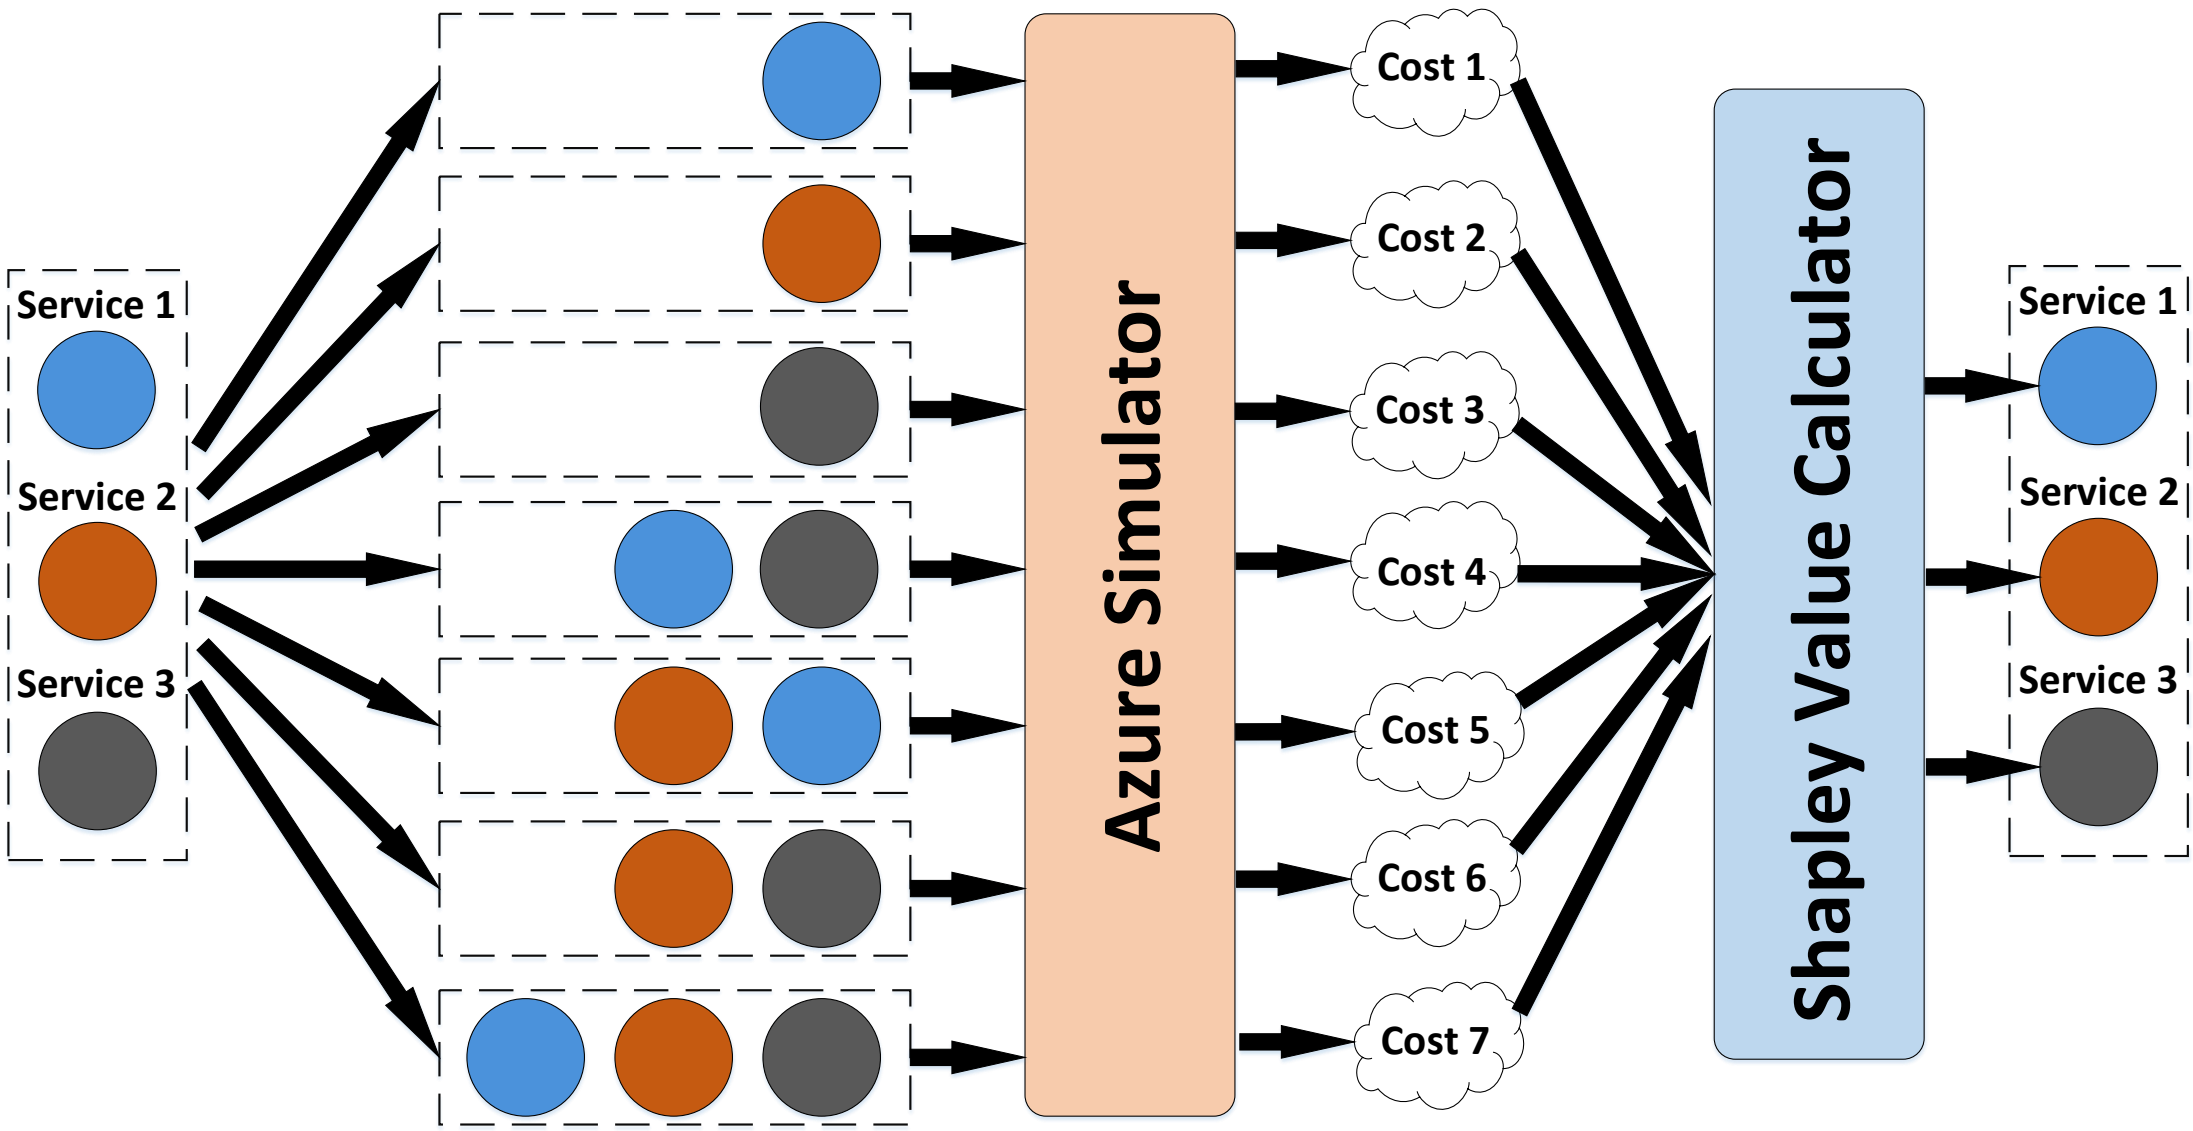 Service 1
Service 2
Service 3
Azure Simulator
Cost 1
Cost 2
Cost 3
Cost 4
Cost 5
Cost 6
Cost 7
Shapley Value Calculator
Service 1
Service 2
Service 3